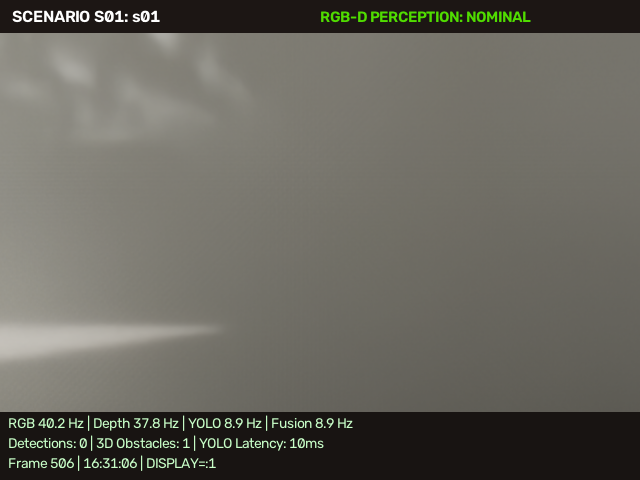 SCENARIO S01: s01
RGB-D PERCEPTION: NOMINAL
RGB 40.2 Hz | Depth 37.8 Hz | YOLO 8.9 Hz | Fusion 8.9 Hz
Detections: 0 | 3D Obstacles: 1 | YOLO Latency: 10ms
Frame 506 | 16:31:06 | DISPLAY=:1